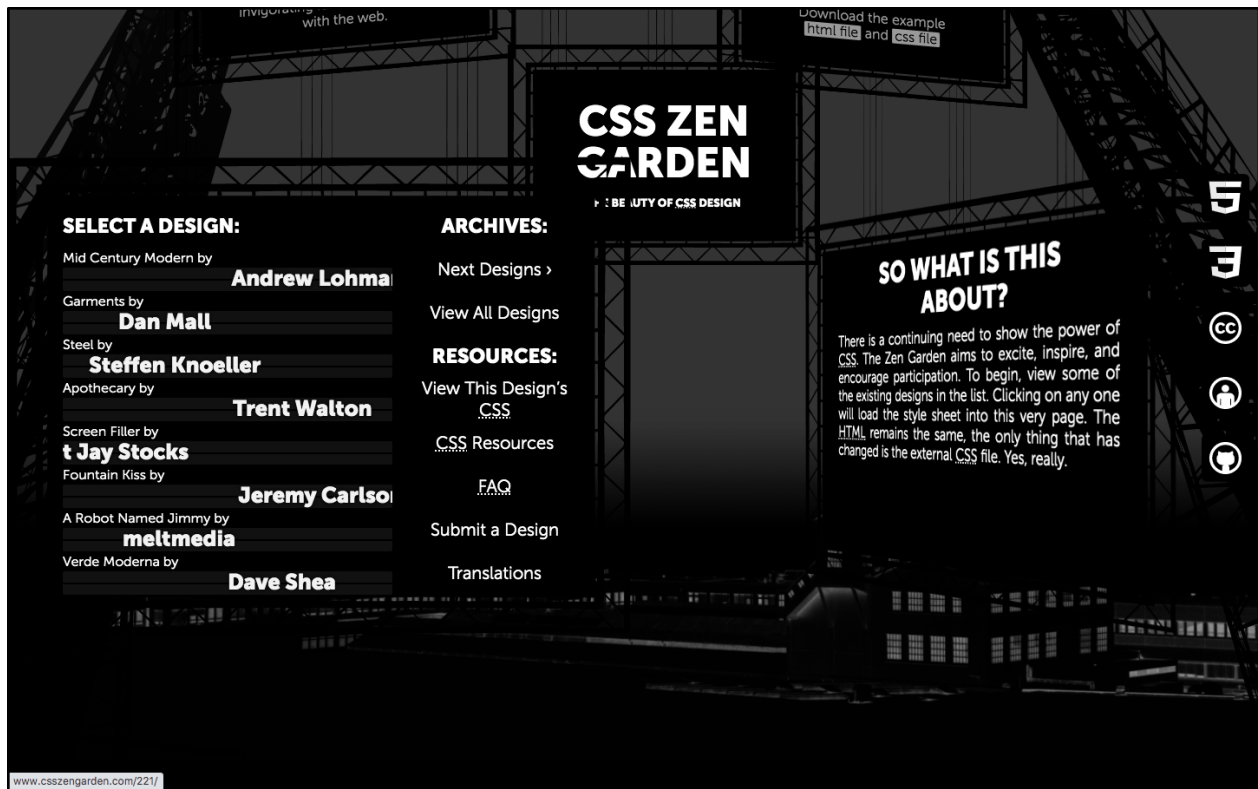 with the web.
Download the example
html file and css file
CSS ZEN
GARDEN
BEAUTY OF CSS DESIGN
SELECT A DESIGN:
Mid Century Modern by
Andrew Lohma
Garments by
Dan Mall
Steel by
Steffen Knoeller
Apothecary by
Trent Walton
Screen Filler by
t Jay Stocks
Fountain Kiss by
Jeremy Carlso
A Robot Named Jimmy by
meltmedia
Verde Moderna by
Dave Shea
ARCHIVES:
Next Designs ›
View All Designs
RESOURCES:
View This Design's
CSS
CSS Resources
FAQ
Submit a Design
Translations
SO WHAT IS THIS
ABOUT?
There is a continuing need to show the power of
CSS. The Zen Garden aims to excite, inspire, and
encourage participation. To begin, view some of
the existing designs in the list. Clicking on any one
will load the style sheet into this very page. The
HTML remains the same, the only thing that has
changed is the external CSS file. Yes, really.
5
3
cc
www.csszengarden.com/221/